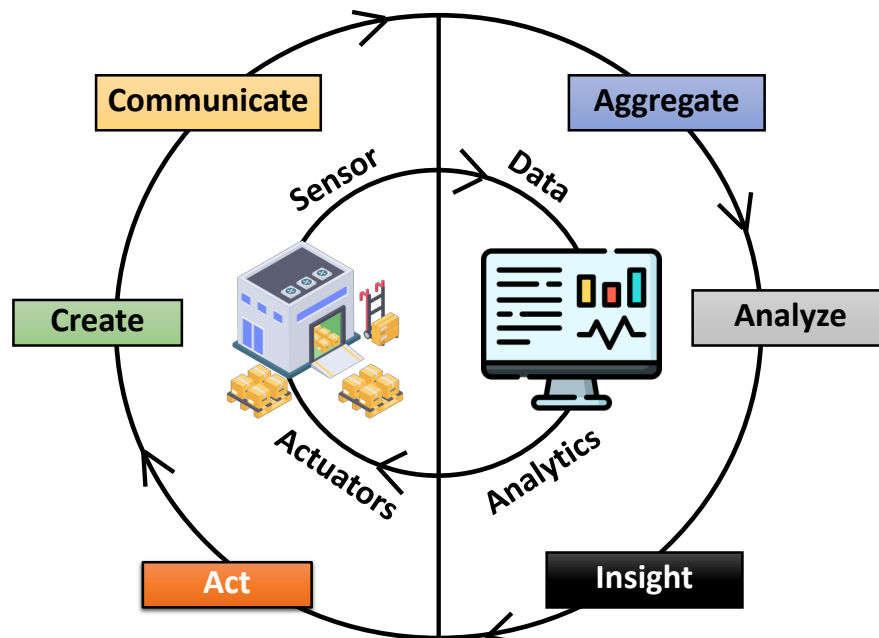 Communicate
Aggregate
Sensor
Data
Create
Analyze
Actuators
Analytics
Act
Insight